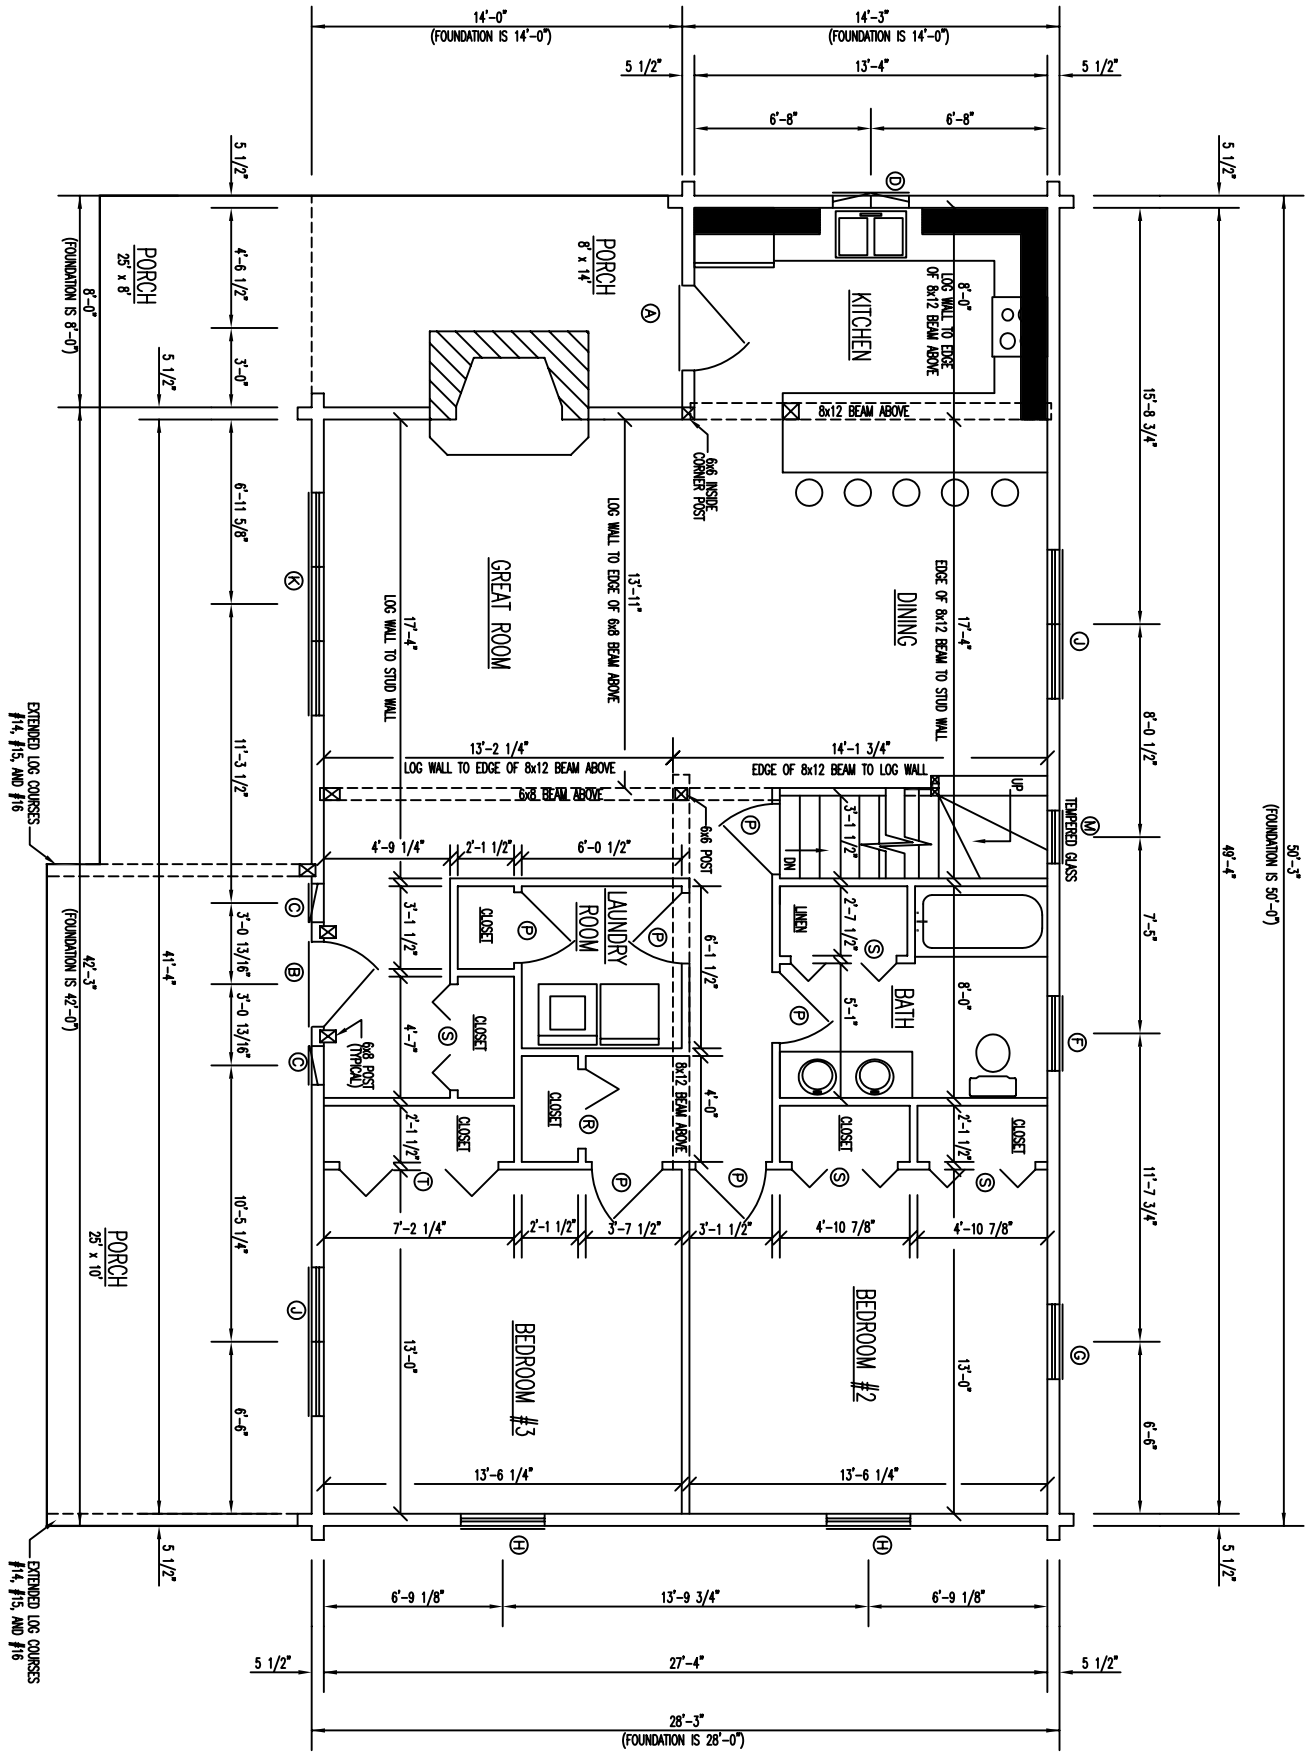 14'-0"
(FOUNDATION IS 14'-0")
14'-3"
(FOUNDATION IS 14'-0")
5 1/2"
13'-4"
5 1/2"
6'-8"
6'-8"
5 1/2"
5 1/2"
D
PORCH
25' x 8'
4'-6 1/2"
8'-0"
(FOUNDATION IS 8'-0")
3'-0"
5 1/2"
PORCH
8' x 14'
A
KITCHEN
8'-0"
LOG WALL TO EDGE
OF 8x12 BEAM ABOVE
8x12 BEAM ABOVE
15'-8 3/4"
6x6 INSIDE
CORNER POST
6'-11 5/8"
K
GREAT ROOM
17'-4"
LOG WALL TO STUD WALL
13'-11"
LOG WALL TO EDGE OF 6x8 BEAM ABOVE
DINING
17'-4"
EDGE OF 8x12 BEAM TO STUD WALL
J
8'-0 1/2"
50'-3"
(FOUNDATION IS 50'-0")
49'-4"
EXTENDED LOG COURSES
#14, #15, AND #16
11'-3 1/2"
13'-2 1/4"
LOG WALL TO EDGE OF 8x12 BEAM ABOVE
14'-1 3/4"
EDGE OF 8x12 BEAM TO LOG WALL
6x8 BEAM ABOVE
6x6 POST
P
3'-1 1/2"
DN
UP
M
TEMPERED GLASS
4'-9 1/4"
2'-1 1/2"
6'-0 1/2"
C
3'-0 13/16"
B
3'-0 13/16"
C
6x8 POST
(TYPICAL)
3'-1 1/2"
4'-7"
CLOSET
P
LAUNDRY
ROOM
P
6'-1 1/2"
CLOSET
S
LINEN
2'-7 1/2"
S
5'-1"
P
BATH
8'-0"
7'-5"
F
41'-4"
42'-3"
(FOUNDATION IS 42'-0")
CLOSET
R
8x12 BEAM ABOVE
4'-0"
2'-1 1/2"
CLOSET
T
P
P
CLOSET
S
2'-1 1/2"
CLOSET
S
11'-7 3/4"
10'-5 1/4"
7'-2 1/4"
2'-1 1/2"
3'-7 1/2"
3'-1 1/2"
4'-10 7/8"
4'-10 7/8"
PORCH
25' x 10'
J
BEDROOM #3
13'-0"
BEDROOM #2
13'-0"
G
6'-6"
6'-6"
13'-6 1/4"
13'-6 1/4"
H
H
EXTENDED LOG COURSES
#14, #15, AND #16
5 1/2"
5 1/2"
6'-9 1/8"
13'-9 3/4"
6'-9 1/8"
5 1/2"
27'-4"
5 1/2"
28'-3"
(FOUNDATION IS 28'-0")